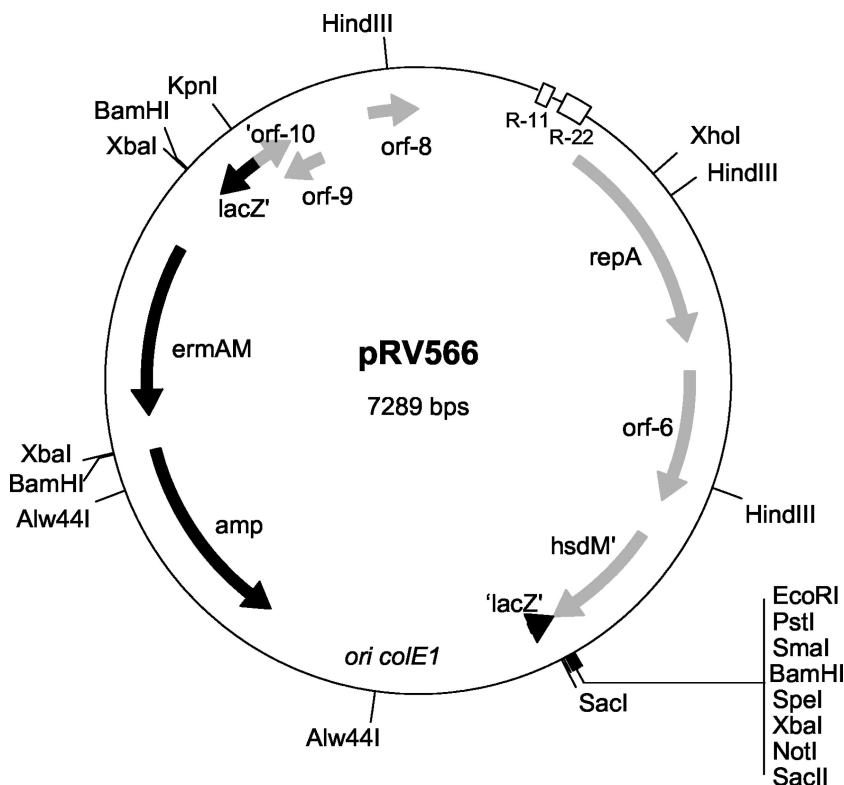 HindIII
KpnI
BamHI
XbaI
'orf-10
orf-8
R-11
R-22
XhoI
HindIII
orf-9
lacZ'
repA
ermAM
pRV566
7289 bps
orf-6
XbaI
BamHI
Alw44I
amp
hsdM'
HindIII
'lacZ'
ori colE1
SacI
Alw44I
EcoRI
PstI
SmaI
BamHI
SpeI
XbaI
NotI
SacII